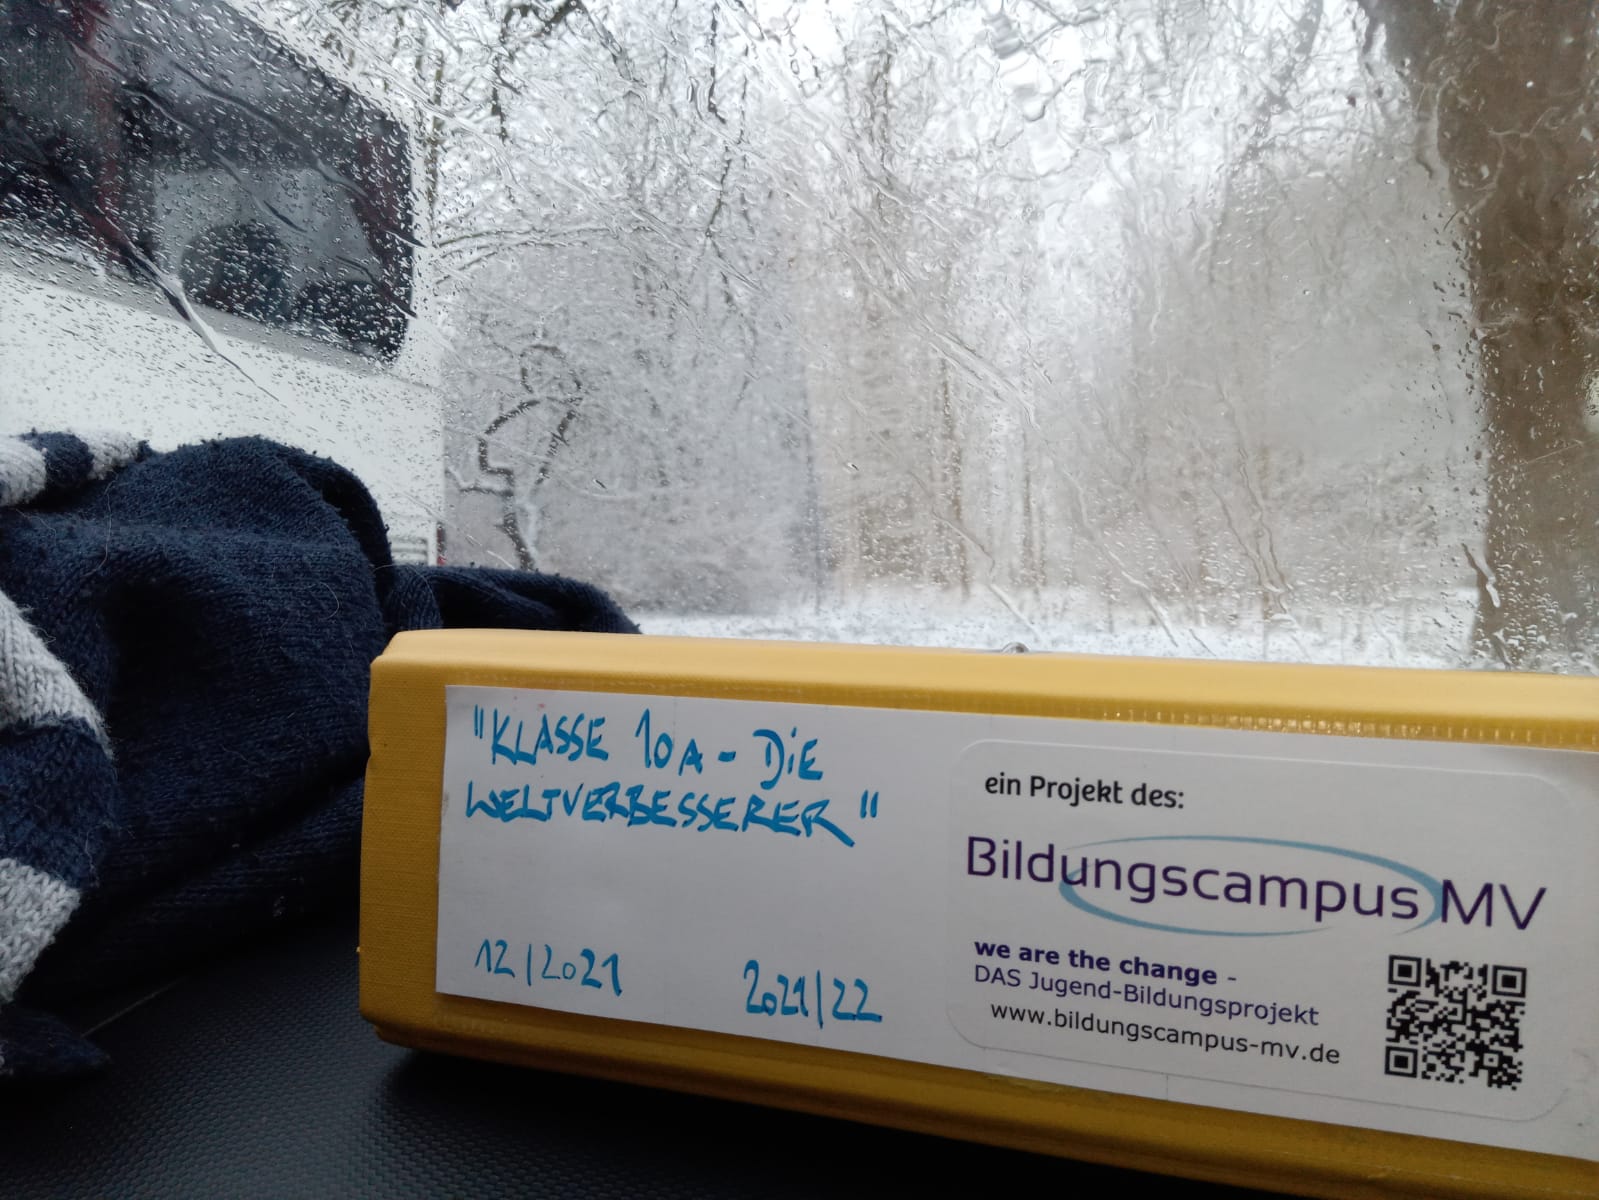 "KLASSE 10A - DiE
WELTVERBESSERER"
12/2021
2021/22
ein Projekt des:
Bildungscampus MV
we are the change -
DAS Jugend-Bildungsprojekt
www.bildungscampus-mv.de